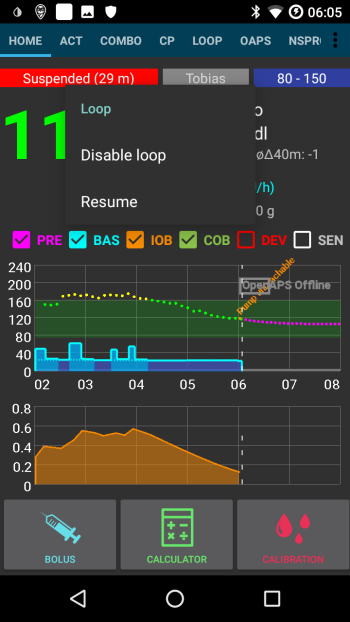 06:05
HOME ACT COMBO CP LOOP OAPS NSPR
Suspended (29 m) Tobias 80 - 150
Loop
Disable loop
Resume
11
dl
øΔ40m: -1
/h)
0 g
PRE BAS IOB COB DEV SEN
240
200
160
120
80
40
0
OpenAPS Offline
02 03 04 05 06 07 08
0.8
0.6
0.4
0.2
0
BOLUS CALCULATOR CALIBRATION